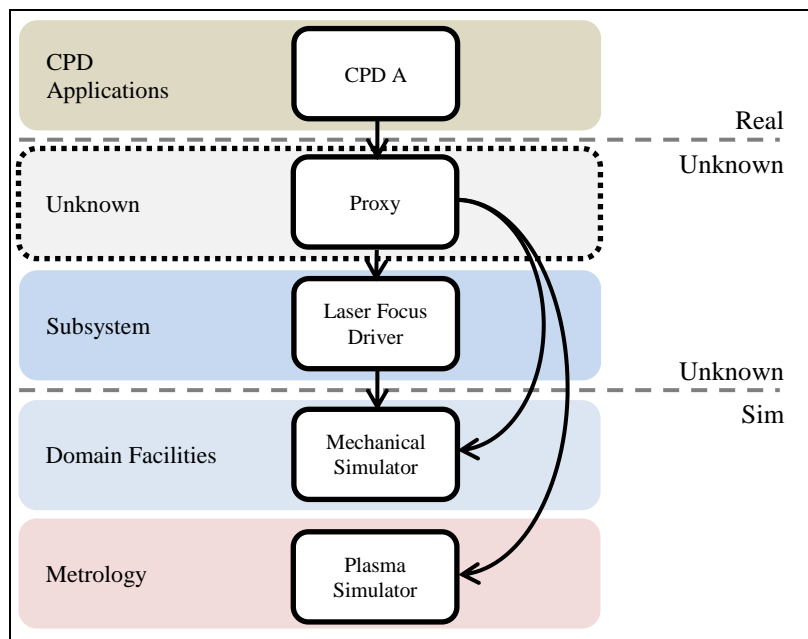 CPD
Applications
CPD A
Real
Unknown
Unknown
Proxy
Subsystem
Laser Focus
Driver
Unknown
Sim
Domain Facilities
Mechanical
Simulator
Metrology
Plasma
Simulator